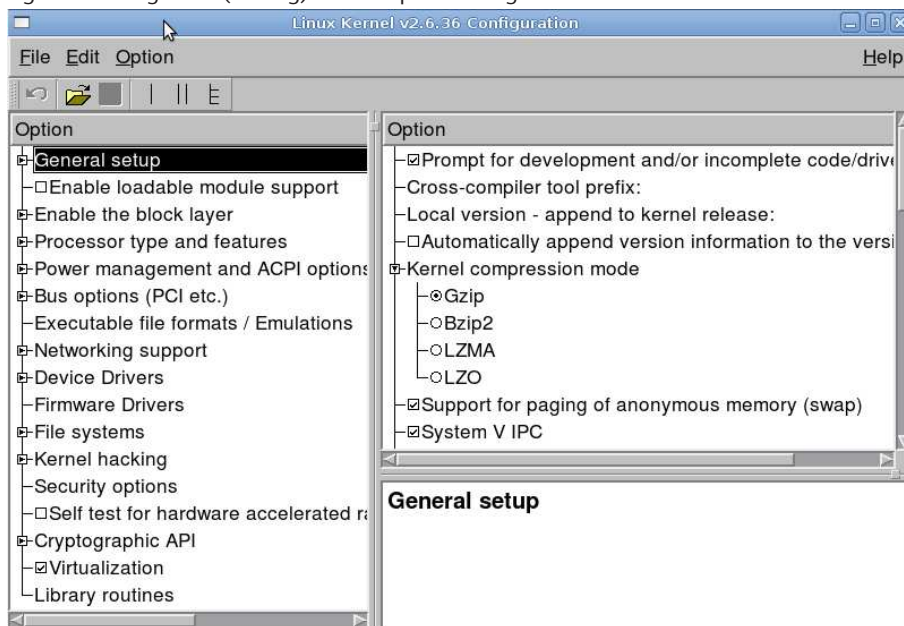 Linux Kernel v2.6.36 Configuration
File Edit Option Help
Option
General setup
Enable loadable module support
Enable the block layer
Processor type and features
Power management and ACPI options
Bus options (PCI etc.)
Executable file formats / Emulations
Networking support
Device Drivers
Firmware Drivers
File systems
Kernel hacking
Security options
Self test for hardware accelerated ra
Cryptographic API
Virtualization
Library routines
Option
Prompt for development and/or incomplete code/drive
Cross-compiler tool prefix:
Local version - append to kernel release:
Automatically append version information to the versi
Kernel compression mode
Gzip
Bzip2
LZMA
LZO
Support for paging of anonymous memory (swap)
System V IPC
General setup